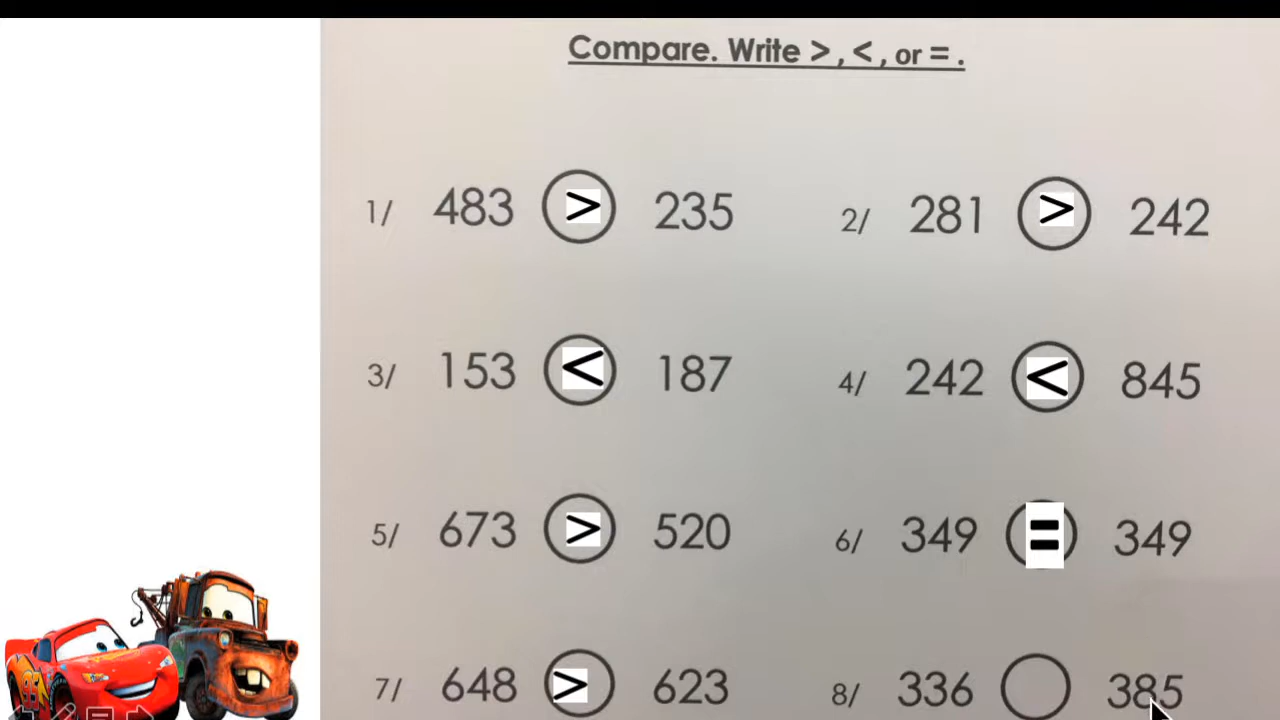 Compare. Write > , < , or = .
1/ 483 > 235 2/ 281 > 242
3/ 153 < 187 4/ 242 < 845
5/ 673 > 520 6/ 349 = 349
7/ 648 > 623 8/ 336 385
95